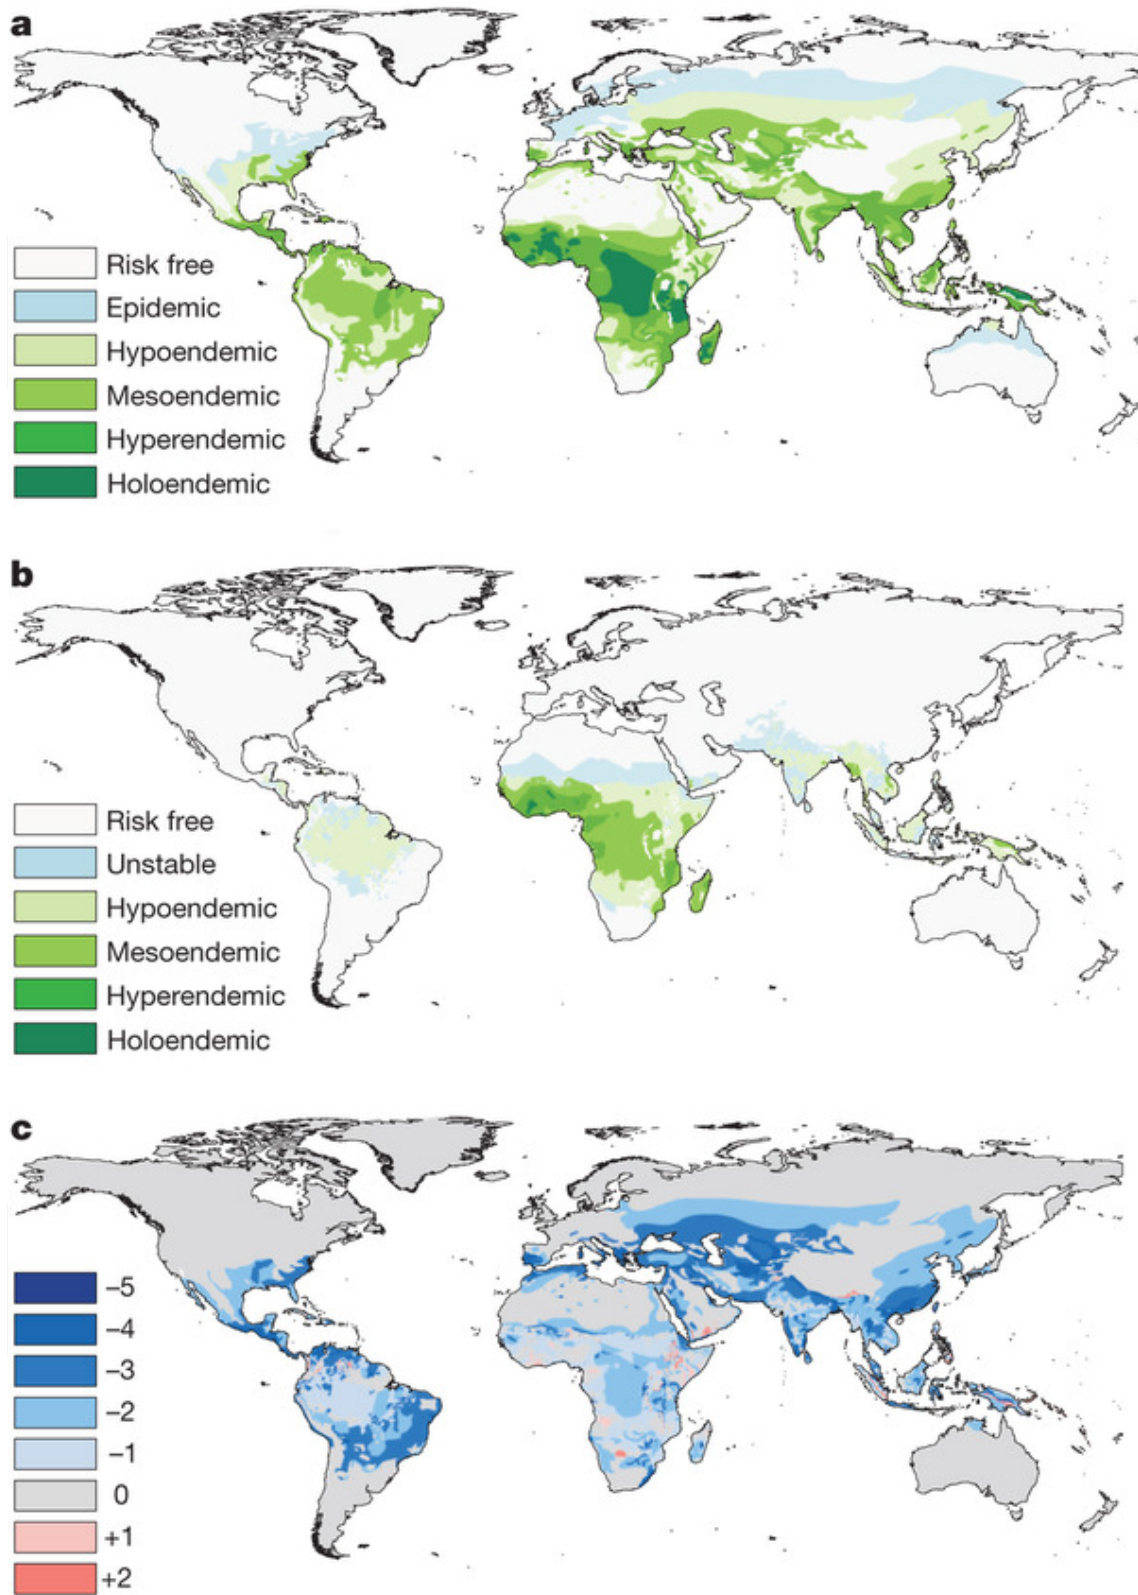 a
Risk free
Epidemic
Hypoendemic
Mesoendemic
Hyperendemic
Holoendemic
b
Risk free
Unstable
Hypoendemic
Mesoendemic
Hyperendemic
Holoendemic
c
−5
−4
−3
−2
−1
0
+1
+2